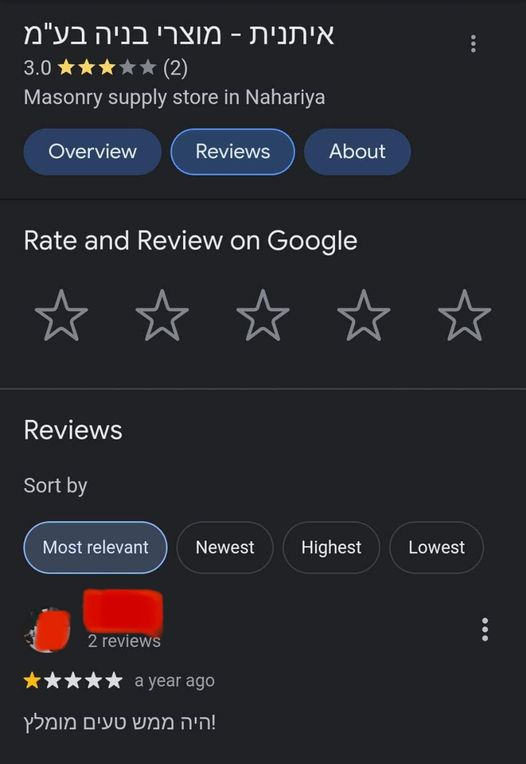 איתנית - מוצרי בניה בע"מ
3.0 (2)
Masonry supply store in Nahariya
Overview Reviews About
Rate and Review on Google
Reviews
Sort by
Most relevant Newest Highest Lowest
2 reviews
a year ago
היה ממש טעים מומלץ!